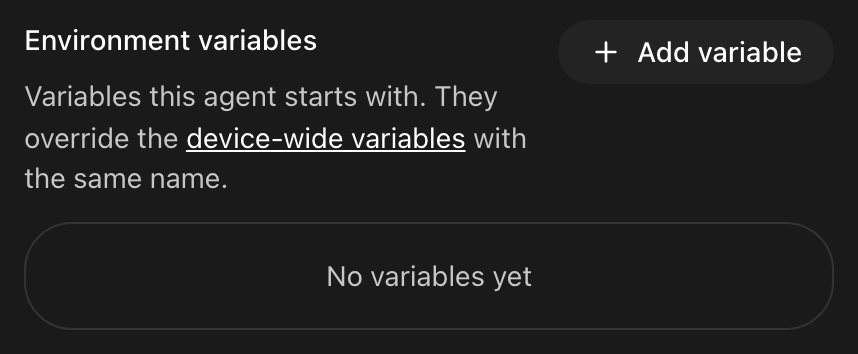 Environment variables
+ Add variable
Variables this agent starts with. They
override the device-wide variables with
the same name.
No variables yet